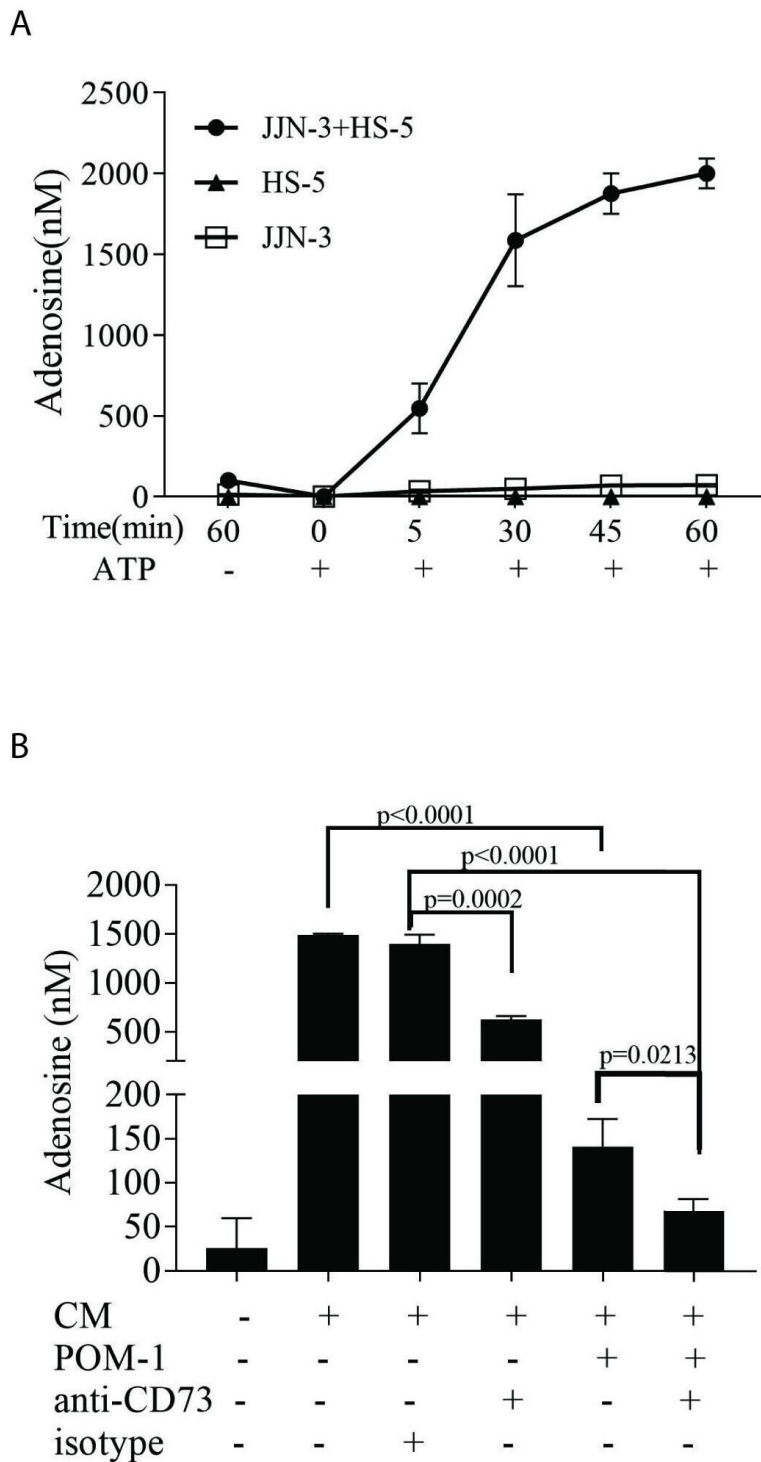 A
2500
2000
1500
1000
500
0
Adenosine(nM)
JJN-3+HS-5
HS-5
JJN-3
Time(min) 60 0 5 30 45 60
ATP - + + + + +
B
p<0.0001
p<0.0001
p=0.0002
p=0.0213
2000
1500
1000
500
200
150
100
50
0
Adenosine (nM)
CM - + + + + +
POM-1 - - - - + +
anti-CD73 - - - + - +
isotype - - + - - -